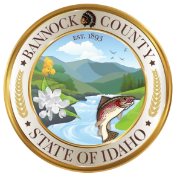 BANNOCK COUNTY
EST. 1893
STATE OF IDAHO